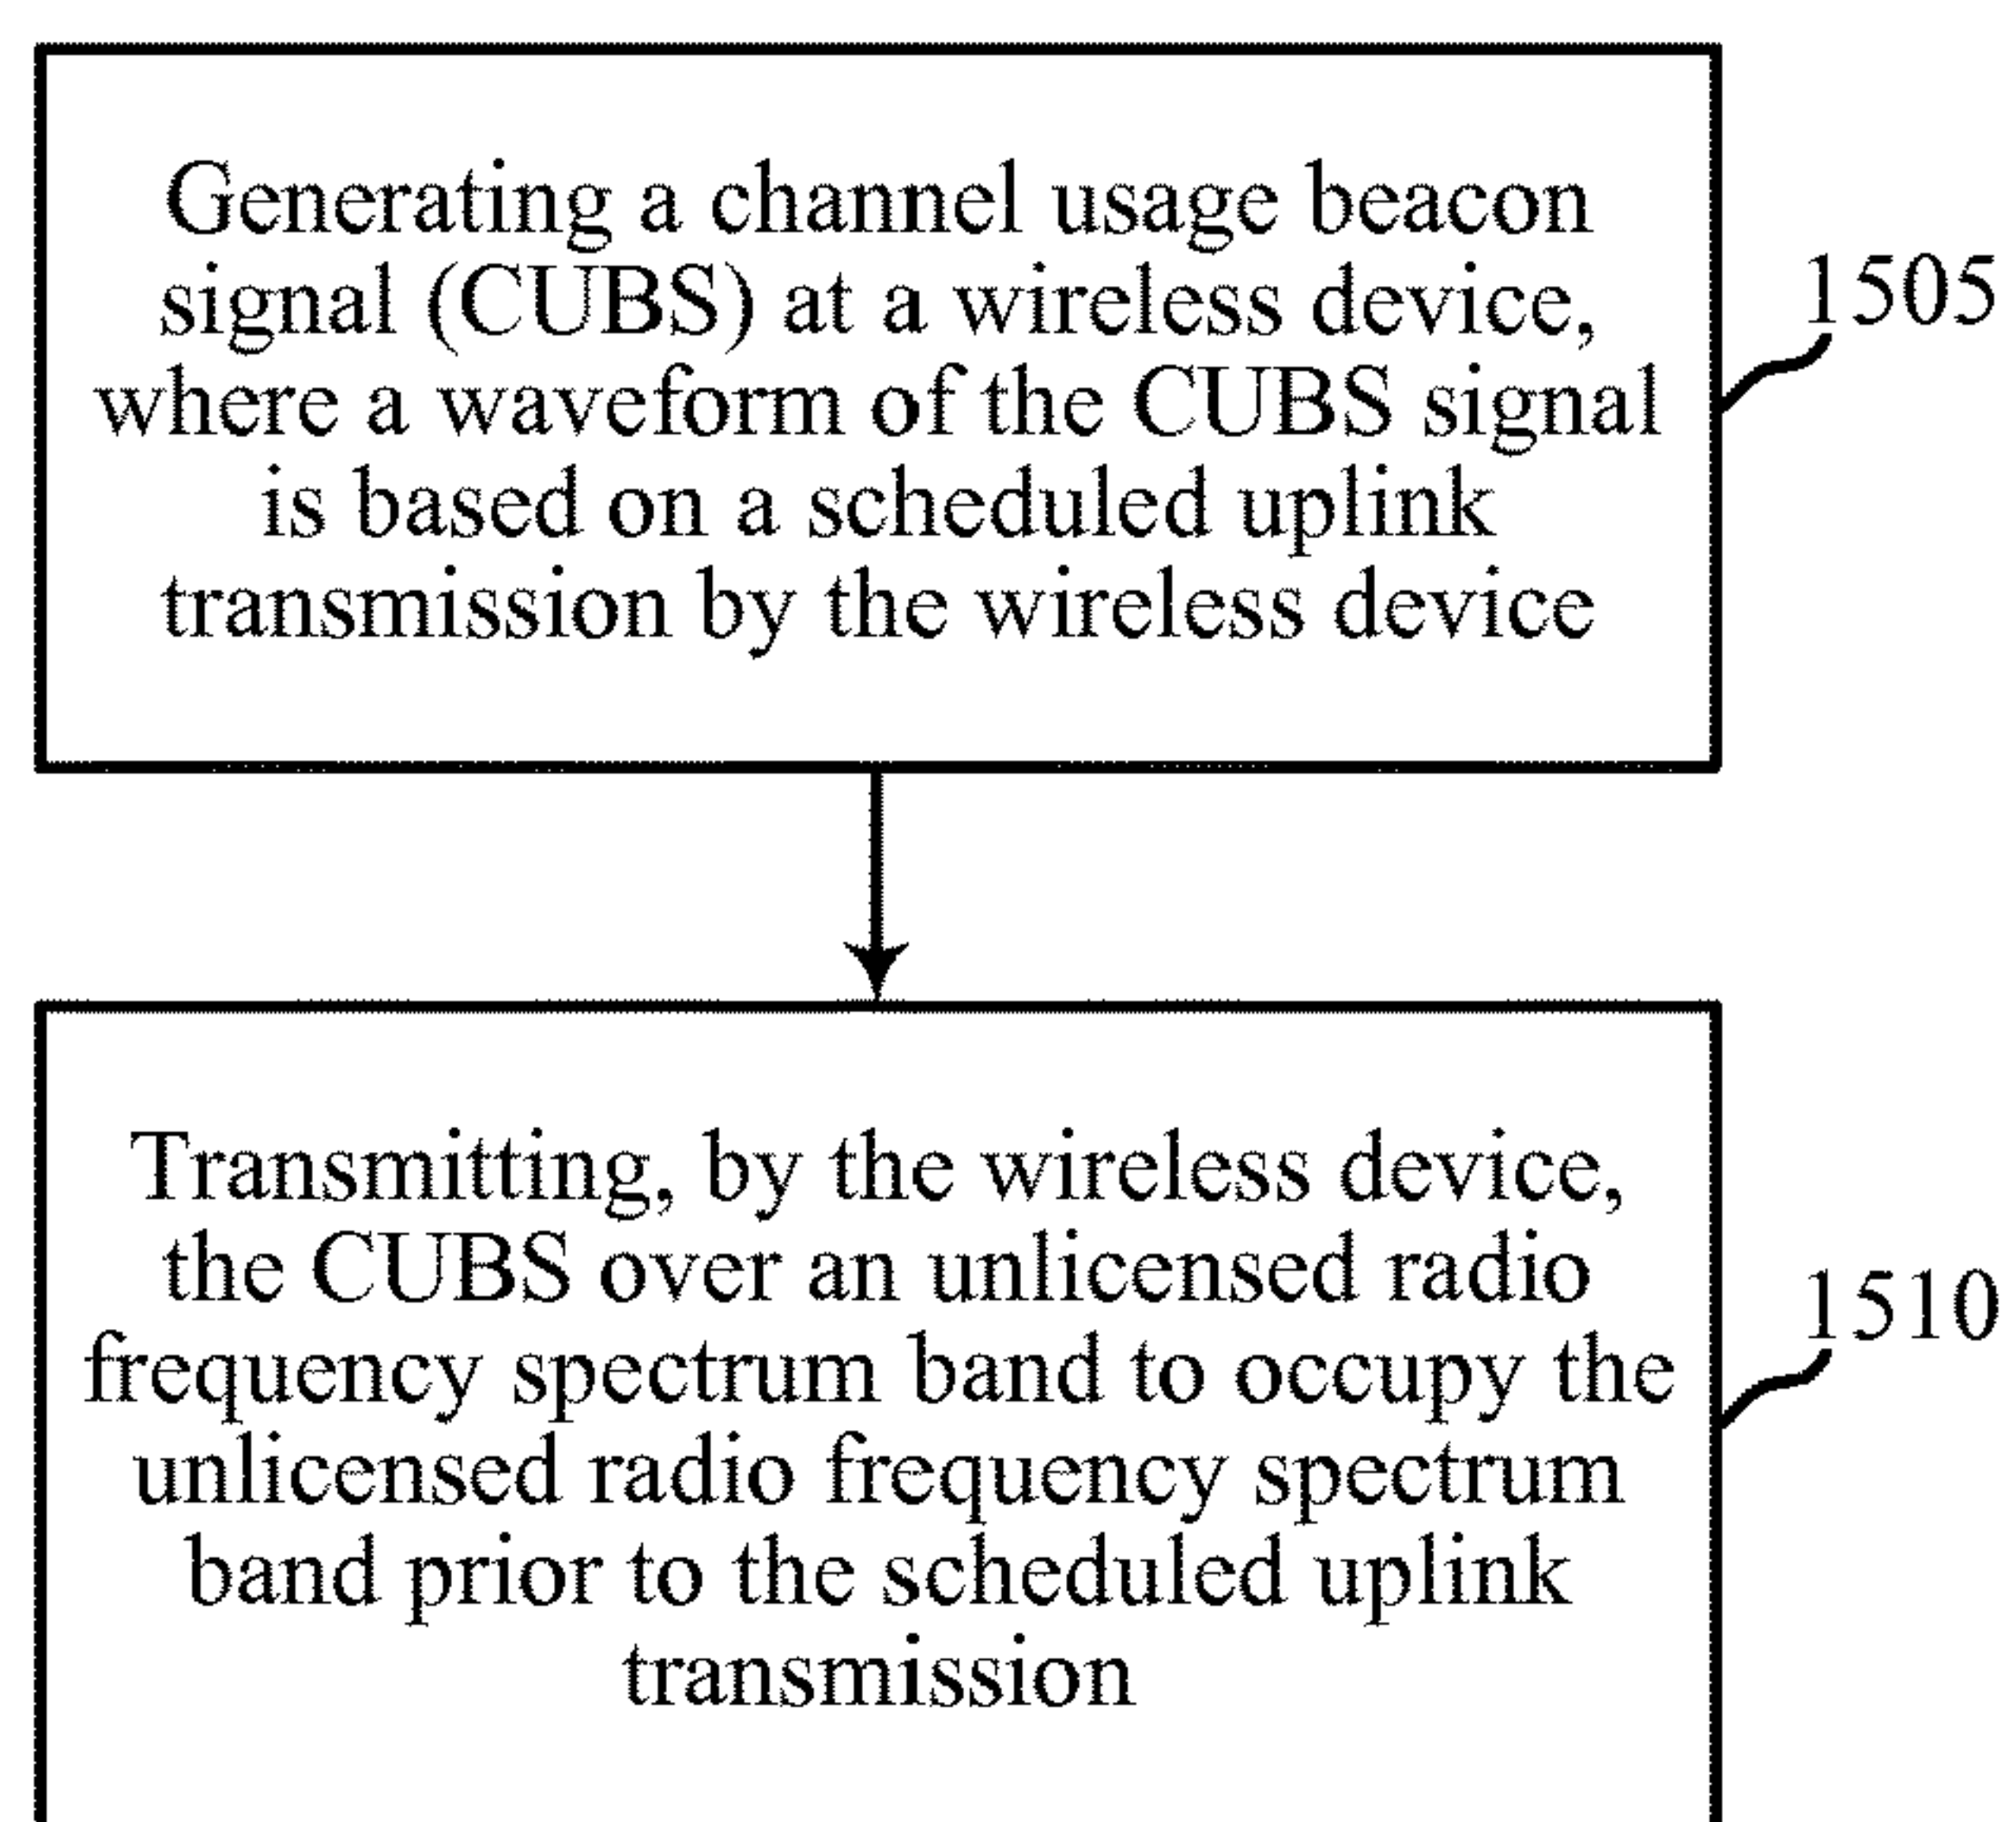 Generating a channel usage beacon
signal (CUBS) at a wireless device,
where a waveform of the CUBS signal
is based on a scheduled uplink
transmission by the wireless device
1505
Transmitting, by the wireless device,
the CUBS over an unlicensed radio
frequency spectrum band to occupy the
unlicensed radio frequency spectrum
band prior to the scheduled uplink
transmission
1510